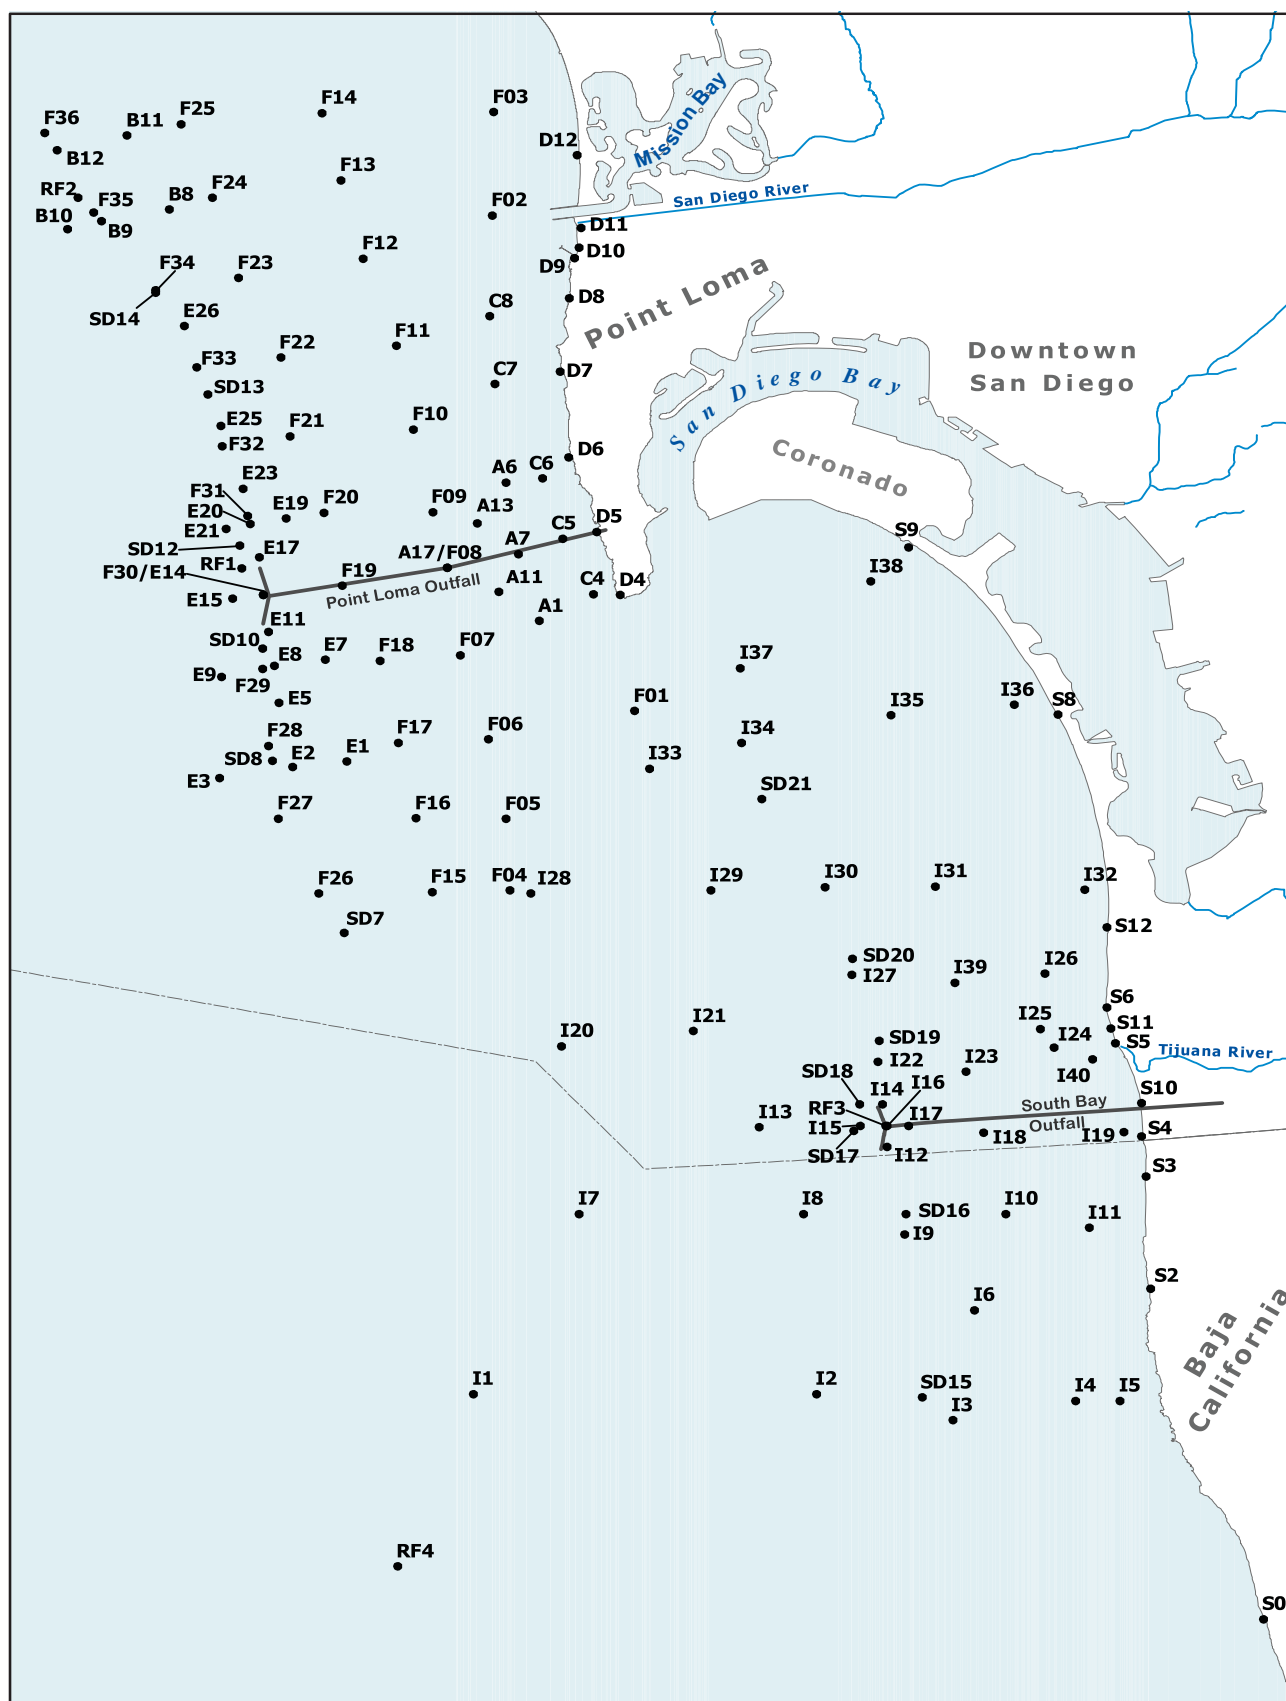 F14
F03
F25
F36
B11
D12
B12
Mission Bay
F13
RF2
F35
B8
F24
San Diego River
F02
B10
B9
D11
F12
D10
D9
F34
F23
Point Loma
SD14
D8
C8
E26
F11
F22
Downtown
San Diego
F33
C7
D7
San Diego Bay
SD13
E25
F21
F10
F32
D6
Coronado
E23
A6
C6
F31
E20
E19
F20
F09
A13
E21
D5
C5
S9
SD12
E17
A17/F08
A7
RF1
F30/E14
F19
I38
Point Loma Outfall
A11
C4
D4
E15
A1
E11
SD10
E8
E7
F18
F07
I37
E9
F29
E5
F01
I35
I36
S8
F28
F17
F06
I34
SD8
E2
E1
I33
E3
SD21
F27
F16
F05
F26
F15
F04
I28
I29
I30
I31
I32
SD7
S12
SD20
I27
I39
I26
S6
I20
I21
I25
S11
SD19
I24
S5
Tijuana River
I22
I23
I40
SD18
I16
I14
S10
RF3
South Bay
I13
I17
Outfall
I15
I18
I19
S4
SD17
I12
S3
I7
I8
SD16
I10
I11
I9
S2
I6
Baja
California
I1
I2
SD15
I4
I5
I3
RF4
S0